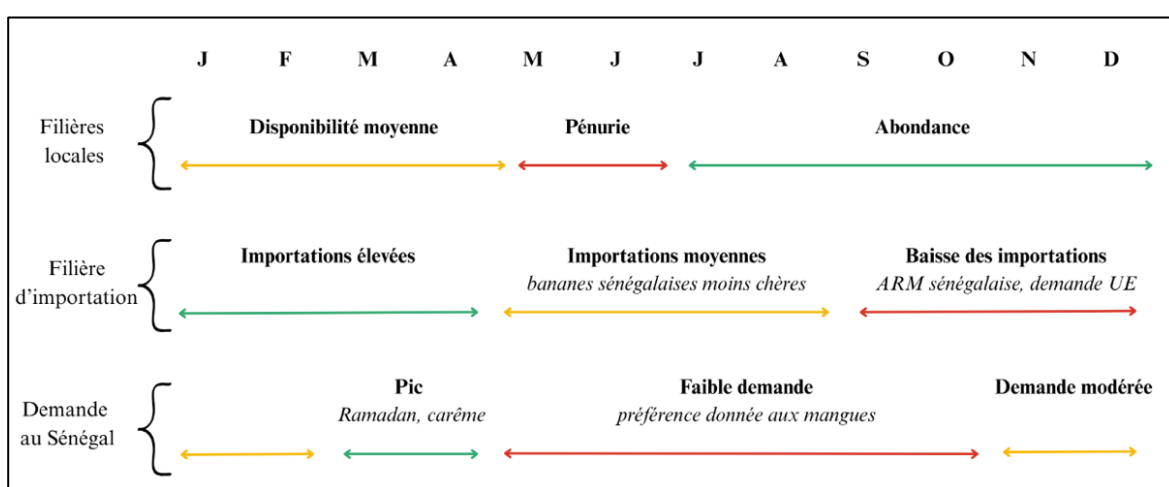 J F M A M J J A S O N D
Filières
locales
Disponibilité moyenne
Pénurie
Abondance
Filière
d'importation
Importations élevées
Importations moyennes
bananes sénégalaises moins chères
Baisse des importations
ARM sénégalaise, demande UE
Demande
au Sénégal
Pic
Ramadan, carême
Faible demande
préférence donnée aux mangues
Demande modérée